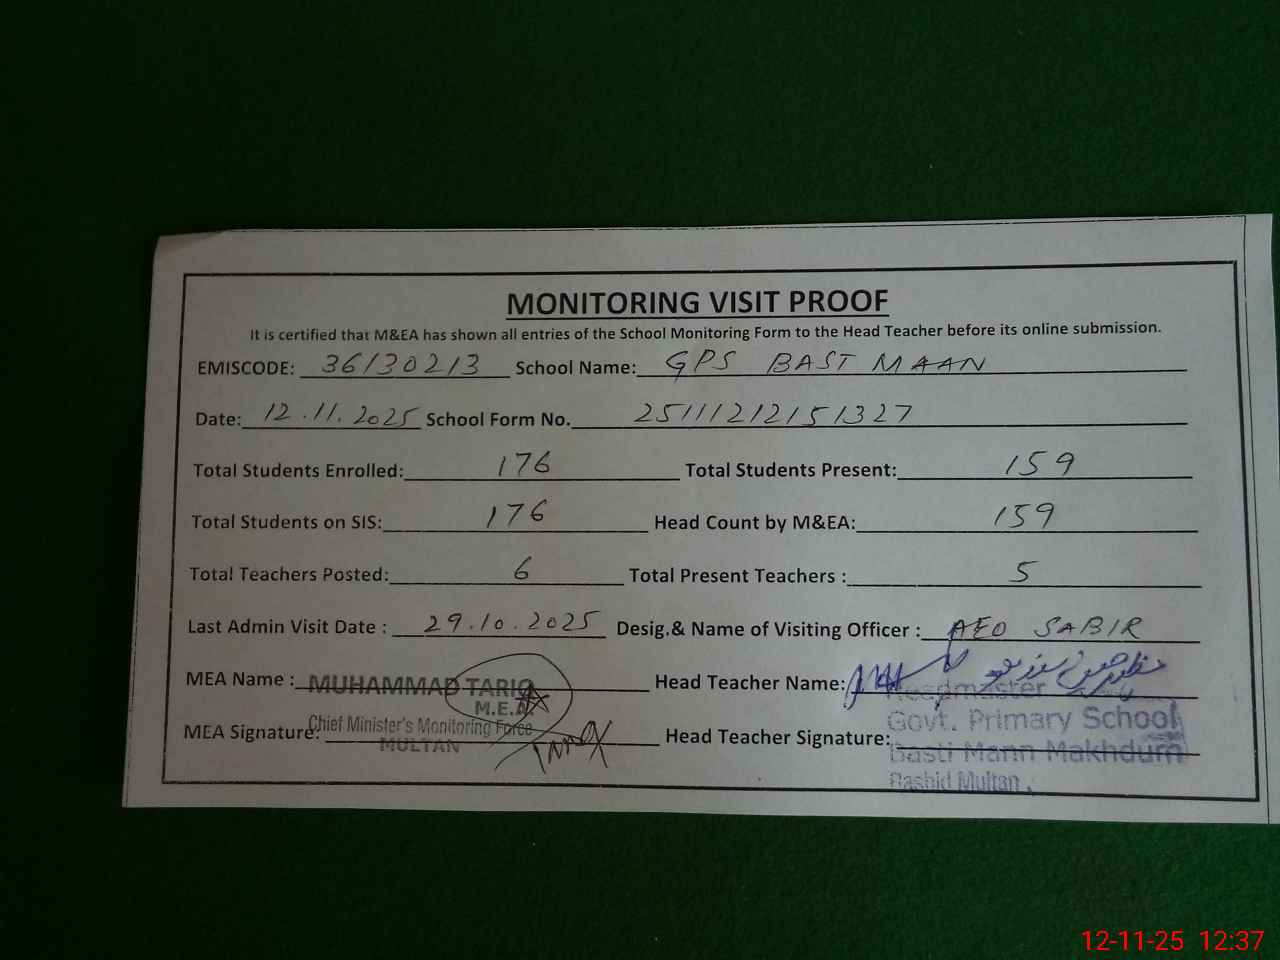 MONITORING VISIT PROOF
It is certified that M&EA has shown all entries of the School Monitoring Form to the Head Teacher before its online submission.
EMISCODE: 36130213 School Name: GPS BAST MAAN
Date: 12.11.2025 School Form No. 25111212151327
Total Students Enrolled: 176 Total Students Present: 159
Total Students on SIS: 176 Head Count by M&EA: 159
Total Teachers Posted: 6 Total Present Teachers : 5
Last Admin Visit Date : 29.10.2025 Desig.& Name of Visiting Officer : AEO SABIR
MEA Name : MUHAMMAD TARIQ Head Teacher Name:
M.E.A. Headmaster
Chief Minister's Monitoring Force Govt. Primary School
MEA Signature: Head Teacher Signature:
MULTAN Basti Mann Makhdum
Rashid Multan
12-11-25 12:37